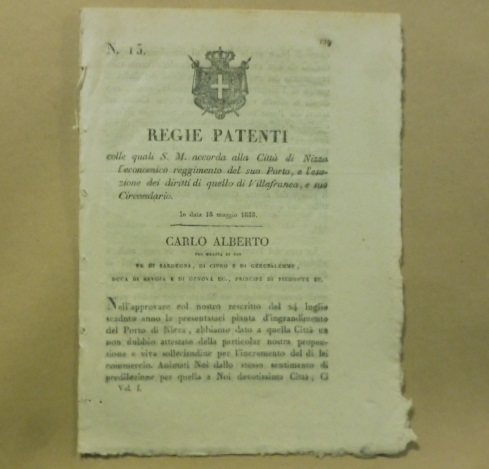 N. 15.
REGIE PATENTI
colle quali S. M. accorda alla Città di Nizza
l'economico reggimento del suo Porto, e l'esa-
zione dei diritti di quello di Villafranca, e suo
Circondario.
In data 18 maggio 1833.
CARLO ALBERTO
PER GRAZIA DI DIO
RE DI SARDEGNA, DI CIPRO E DI GERUSALEMME,
DUCA DI SAVOIA E DI GENOVA EC., PRINCIPE DI PIEMONTE EC.
Nell'approvare col nostro rescritto del 24 luglio
scaduto anno la presentataci pianta d'ingrandimento
del Porto di Nizza, abbiamo dato a quella Città un
non dubbio attestato della particolar nostra propen-
sione e viva sollecitudine per l'incremento del di lei
commercio. Animati Noi dallo stesso sentimento di
predilezione per quella a Noi devotissima Città, Ci
Vol. I.